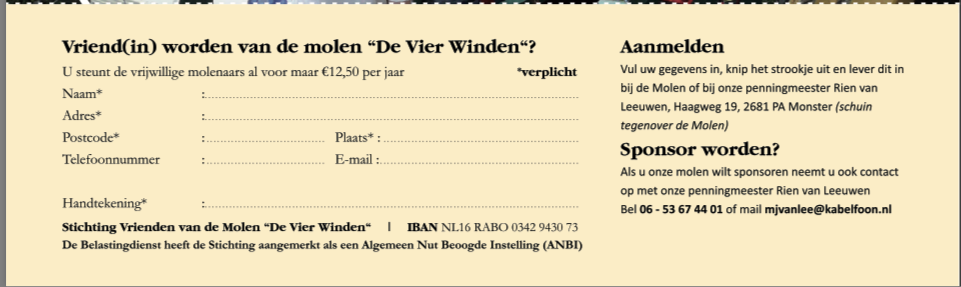 Vriend(in) worden van de molen “De Vier Winden“?
U steunt de vrijwillige molenaars al voor maar €12,50 per jaar *verplicht
Naam* :
Adres* :
Postcode* : Plaats* :
Telefoonnummer : E-mail :
Handtekening* :
Stichting Vrienden van de Molen “De Vier Winden“ | IBAN NL16 RABO 0342 9430 73
De Belastingdienst heeft de Stichting aangemerkt als een Algemeen Nut Beoogde Instelling (ANBI)
Aanmelden
Vul uw gegevens in, knip het strookje uit en lever dit in
bij de Molen of bij onze penningmeester Rien van
Leeuwen, Haagweg 19, 2681 PA Monster (schuin
tegenover de Molen)
Sponsor worden?
Als u onze molen wilt sponsoren neemt u ook contact
op met onze penningmeester Rien van Leeuwen
Bel 06 - 53 67 44 01 of mail mjvanlee@kabelfoon.nl